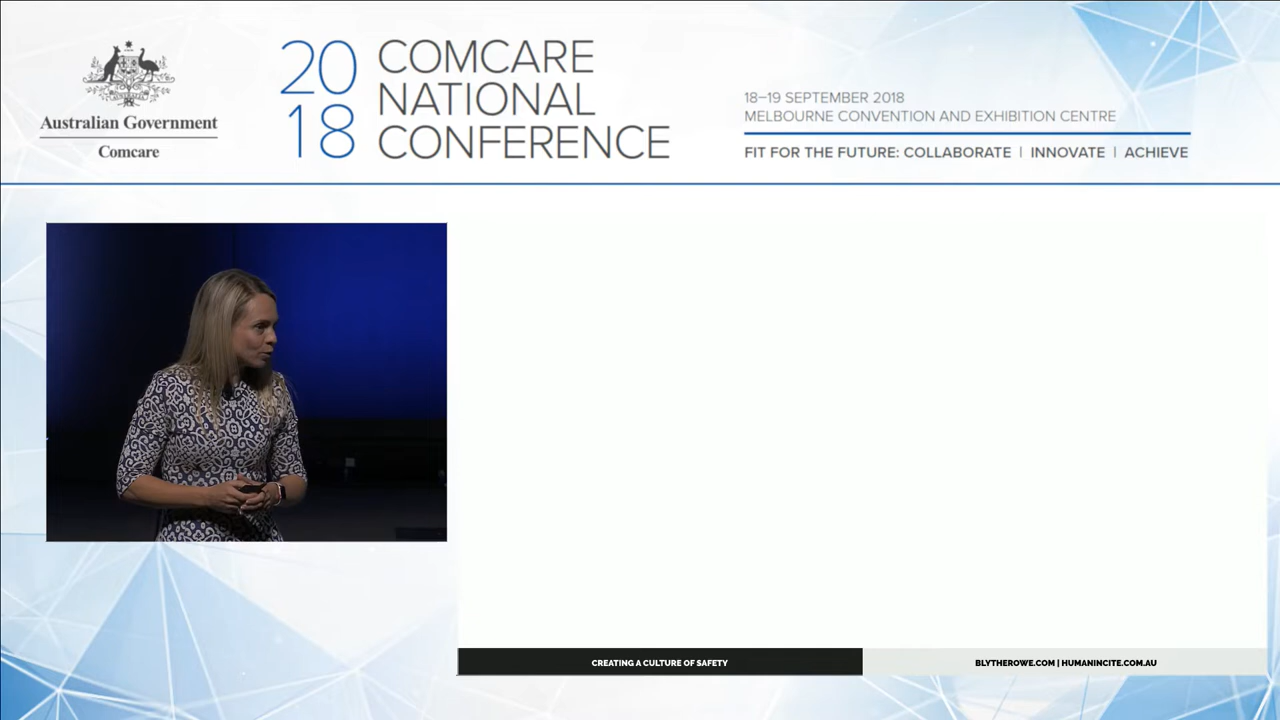 Australian Government
Comcare
20
18
COMCARE
NATIONAL
CONFERENCE
18–19 SEPTEMBER 2018
MELBOURNE CONVENTION AND EXHIBITION CENTRE
FIT FOR THE FUTURE: COLLABORATE | INNOVATE | ACHIEVE
CREATING A CULTURE OF SAFETY
BLYTHEROWE.COM | HUMANINCITE.COM.AU